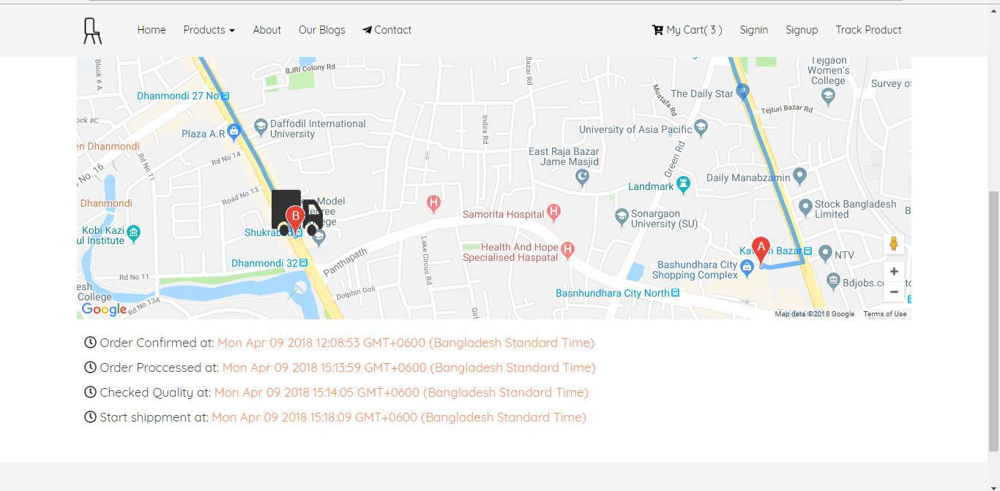 Home
Products
About
Our Blogs
Contact
My Cart( 3 )
Signin
Signup
Track Product
Block # A
BJRI Colony Rd
Bazar Rd
Tejgaon
Women's
College
Survey of
Dhanmondi 27 No
The Daily Star
Mostafa Rd
Tejturi Bazar Rd
ock #C
Daffodil International
University
Plaza A.R
Indira Rd
University of Asia Pacific
en Dhanmondi
Rd No 11
Rd No 14
East Raja Bazar
Jame Masjid
Green Rd
No. 16
Daily Manabzamin
Landmark
Road No 13
Dhanmondi
Model
egree
llege
Stock Bangladesh
Limited
B
Samorita Hospital
Sonargaon
University (SU)
B
Kobi Kazi
ul Institute
Shukrab
Lake Circus Rd
Health And Hope
Specialised Haspatal
A
Bazar
NTV
Dhanmondi 32
Panthapath
Bashundhara City
Shopping Complex
Rd No 11
Bdjobs.co
esh
College
Rd No 13A
Dolphin Goli
Basnhundhara City North
Google
Map data ©2018 Google
Terms of Use
Order Confirmed at: Mon Apr 09 2018 12:08:53 GMT+0600 (Bangladesh Standard Time)
Order Proccessed at: Mon Apr 09 2018 15:13:59 GMT+0600 (Bangladesh Standard Time)
Checked Quality at: Mon Apr 09 2018 15:14:05 GMT+0600 (Bangladesh Standard Time)
Start shippment at: Mon Apr 09 2018 15:18:09 GMT+0600 (Bangladesh Standard Time)